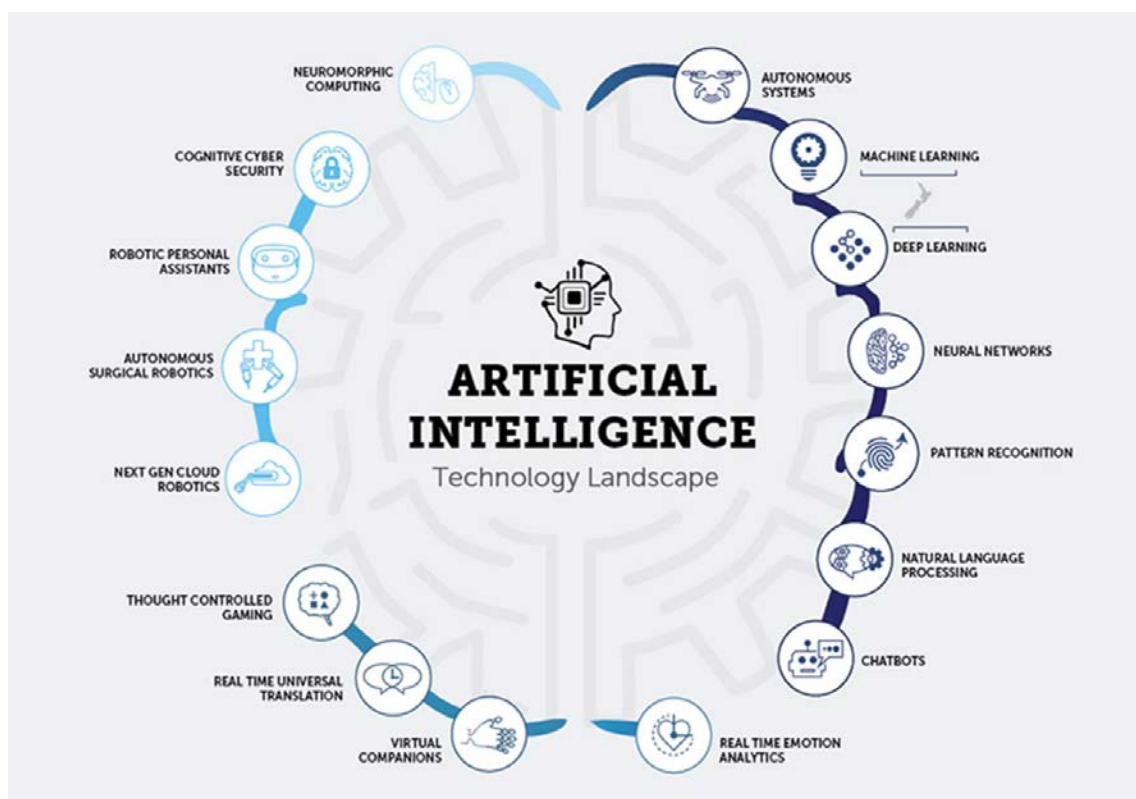 NEUROMORPHIC
COMPUTING
COGNITIVE CYBER
SECURITY
ROBOTIC PERSONAL
ASSISTANTS
AUTONOMOUS
SURGICAL ROBOTICS
NEXT GEN CLOUD
ROBOTICS
THOUGHT CONTROLLED
GAMING
REAL TIME UNIVERSAL
TRANSLATION
VIRTUAL
COMPANIONS
ARTIFICIAL
INTELLIGENCE
Technology Landscape
AUTONOMOUS
SYSTEMS
MACHINE LEARNING
DEEP LEARNING
NEURAL NETWORKS
PATTERN RECOGNITION
NATURAL LANGUAGE
PROCESSING
CHATBOTS
REAL TIME EMOTION
ANALYTICS